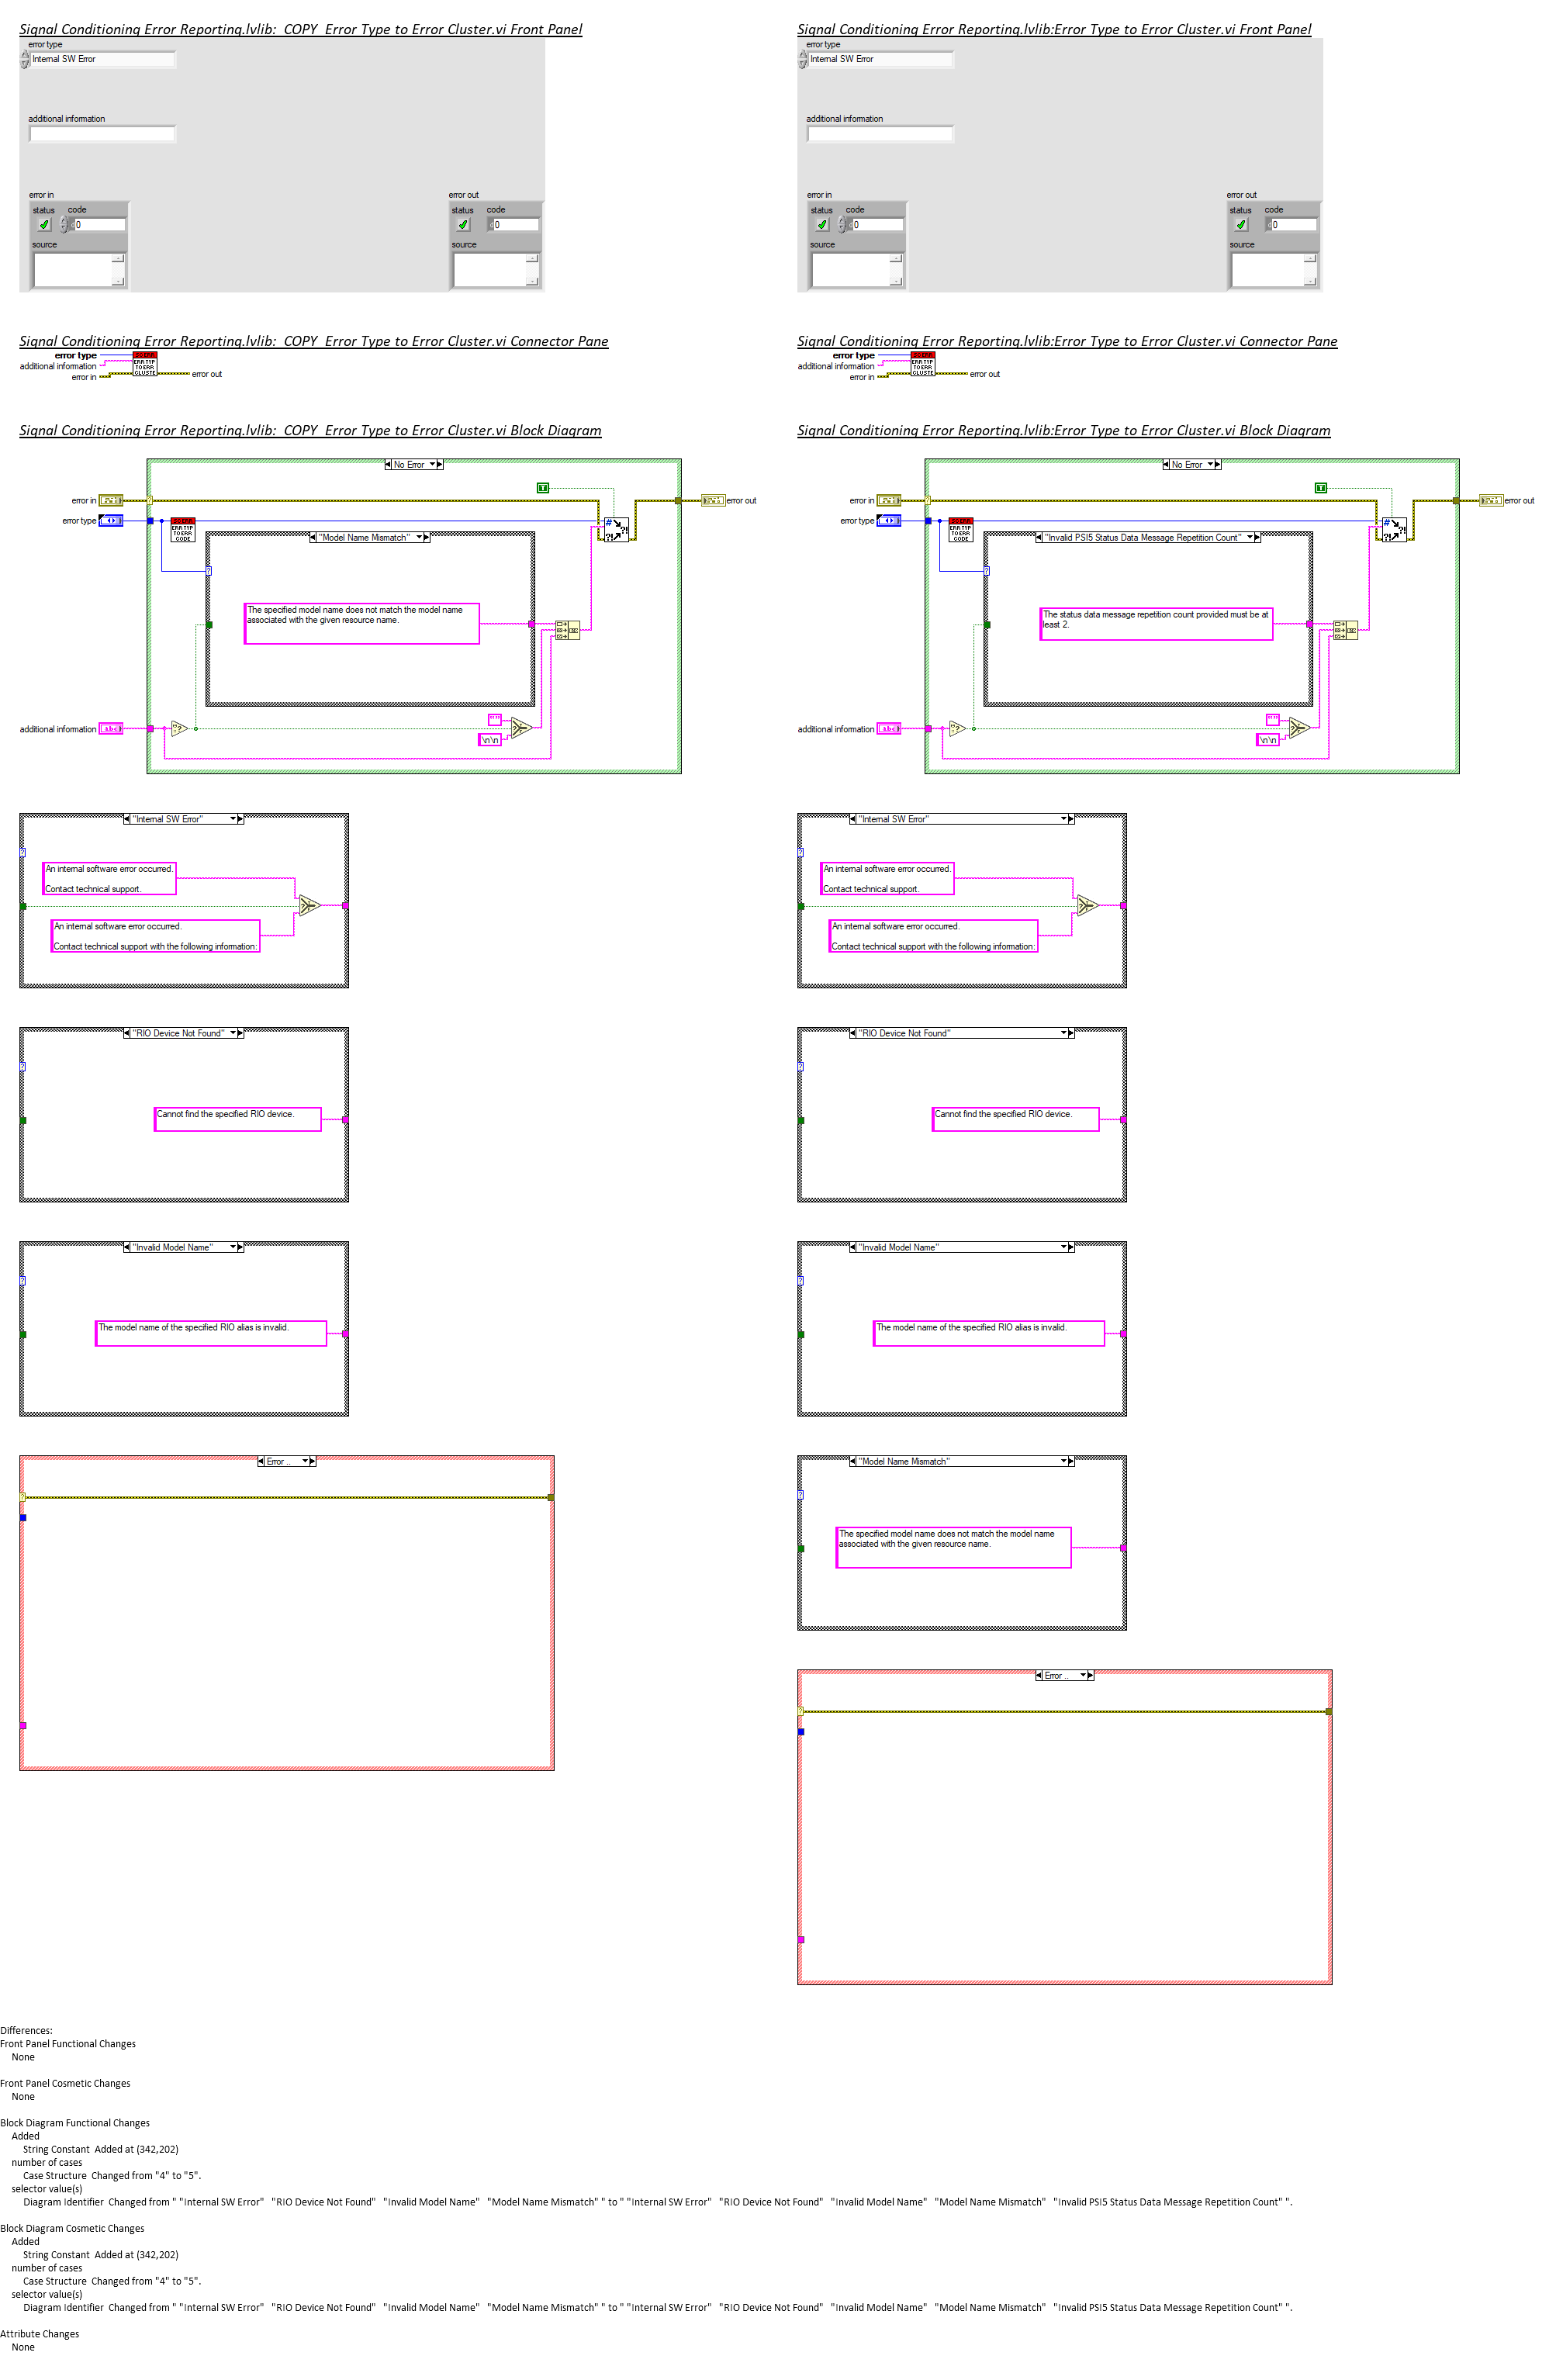 Signal Conditioning Error Reporting.lvlib:  COPY  Error Type to Error Cluster.vi Front Panel
error type
Internal SW Error
additional information
error in
status
code
0
source
error out
status
code
0
source
Signal Conditioning Error Reporting.lvlib:Error Type to Error Cluster.vi Front Panel
error type
Internal SW Error
additional information
error in
status
code
0
source
error out
status
code
0
source
Signal Conditioning Error Reporting.lvlib:  COPY  Error Type to Error Cluster.vi Connector Pane
error type
additional information
error in
ERR TYP
TO ERR
CLUSTE
error out
Signal Conditioning Error Reporting.lvlib:Error Type to Error Cluster.vi Connector Pane
error type
additional information
error in
ERR TYP
TO ERR
CLUSTE
error out
Signal Conditioning Error Reporting.lvlib:  COPY  Error Type to Error Cluster.vi Block Diagram
No Error
error in
error out
error type
ERR TYP
TO ERR
CODE
"Model Name Mismatch"
The specified model name does not match the model name
associated with the given resource name.
additional information
\n\n
Signal Conditioning Error Reporting.lvlib:Error Type to Error Cluster.vi Block Diagram
No Error
error in
error out
error type
ERR TYP
TO ERR
CODE
"Invalid PSI5 Status Data Message Repetition Count"
The status data message repetition count provided must be at
least 2.
additional information
\n\n
"Internal SW Error"
An internal software error occurred.
Contact technical support.
An internal software error occurred.
Contact technical support with the following information:
"Internal SW Error"
An internal software error occurred.
Contact technical support.
An internal software error occurred.
Contact technical support with the following information:
"RIO Device Not Found"
Cannot find the specified RIO device.
"RIO Device Not Found"
Cannot find the specified RIO device.
"Invalid Model Name"
The model name of the specified RIO alias is invalid.
"Invalid Model Name"
The model name of the specified RIO alias is invalid.
Error ..
"Model Name Mismatch"
The specified model name does not match the model name
associated with the given resource name.
Error ..
Differences:
Front Panel Functional Changes
None
Front Panel Cosmetic Changes
None
Block Diagram Functional Changes
Added
String Constant  Added at (342,202)
number of cases
Case Structure  Changed from "4" to "5".
selector value(s)
Diagram Identifier  Changed from " "Internal SW Error"   "RIO Device Not Found"   "Invalid Model Name"   "Model Name Mismatch" " to " "Internal SW Error"   "RIO Device Not Found"   "Invalid Model Name"   "Model Name Mismatch"   "Invalid PSI5 Status Data Message Repetition Count" ".
Block Diagram Cosmetic Changes
Added
String Constant  Added at (342,202)
number of cases
Case Structure  Changed from "4" to "5".
selector value(s)
Diagram Identifier  Changed from " "Internal SW Error"   "RIO Device Not Found"   "Invalid Model Name"   "Model Name Mismatch" " to " "Internal SW Error"   "RIO Device Not Found"   "Invalid Model Name"   "Model Name Mismatch"   "Invalid PSI5 Status Data Message Repetition Count" ".
Attribute Changes
None